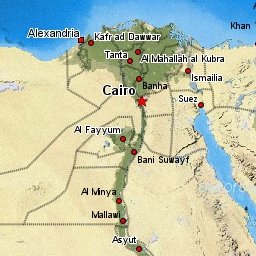 Khan
Alexandria
Kafr ad Dawwar
Tanta
Al Mahallah al Kubra
Ismailia
Banha
Cairo
Suez
Al Fayyum
Bani Suwayf
Al Minya
Mallawi
Asyut